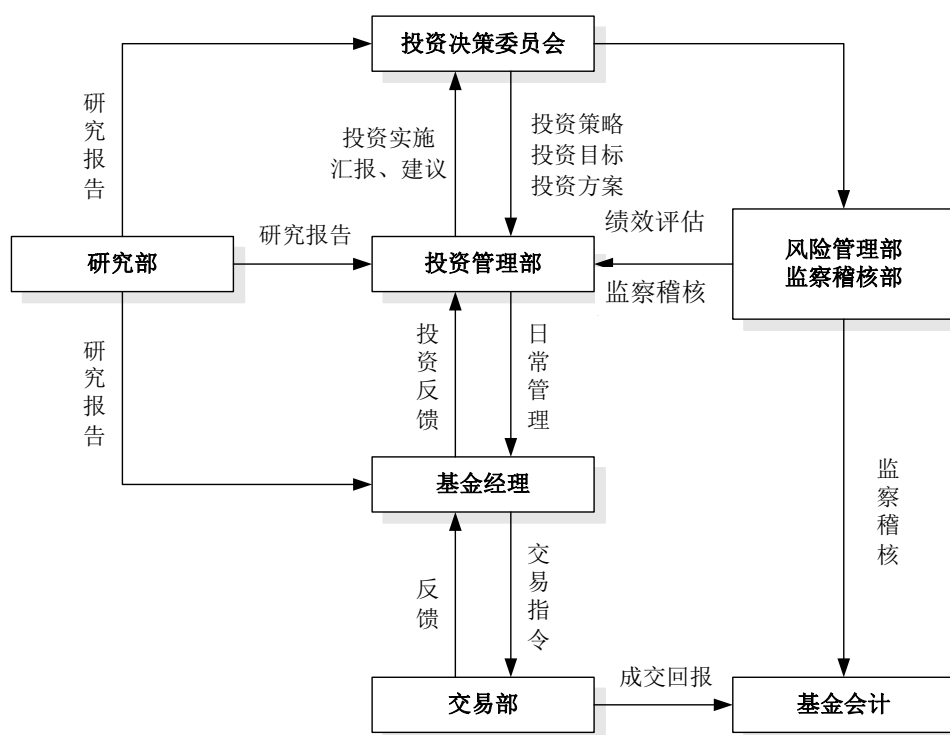 投资决策委员会
研究报告
投资实施
汇报、建议
投资策略
投资目标
投资方案
研究部
研究报告
投资管理部
绩效评估
监察稽核
风险管理部
监察稽核部
研究报告
投资反馈
日常管理
基金经理
监察稽核
反馈
交易指令
交易部
成交回报
基金会计